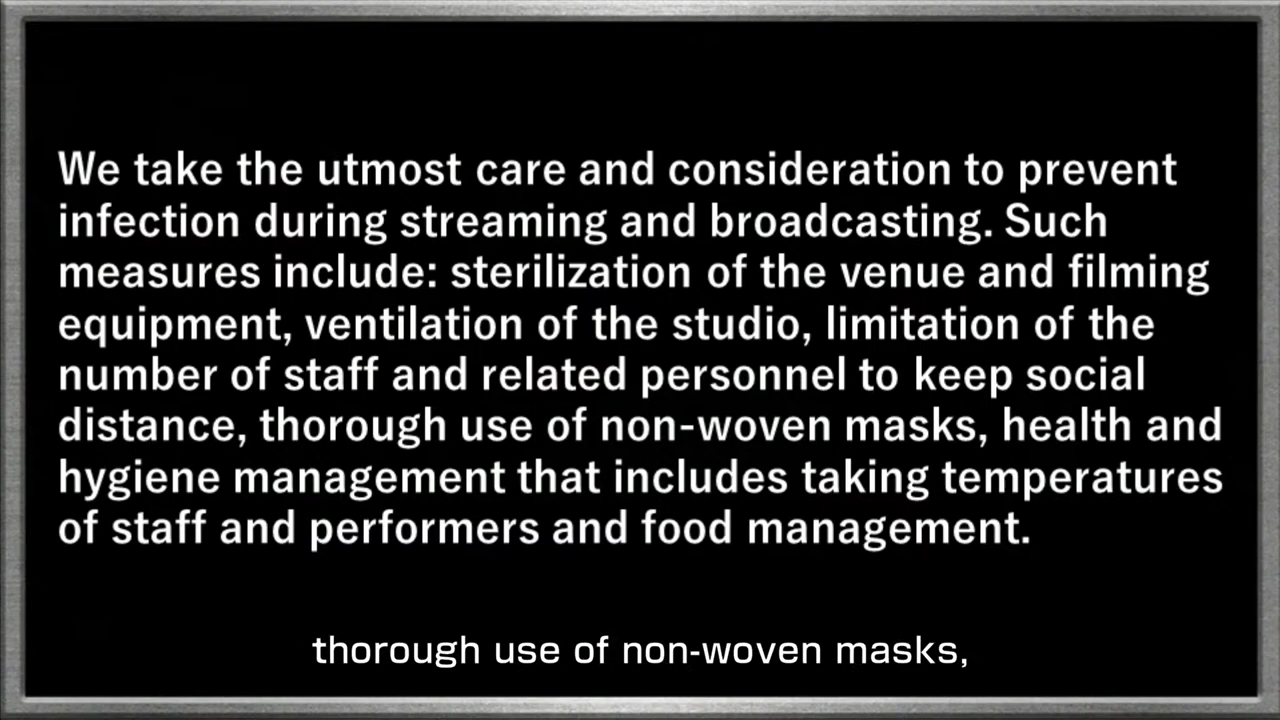 We take the utmost care and consideration to prevent
infection during streaming and broadcasting. Such
measures include: sterilization of the venue and filming
equipment, ventilation of the studio, limitation of the
number of staff and related personnel to keep social
distance, thorough use of non-woven masks, health and
hygiene management that includes taking temperatures
of staff and performers and food management.
thorough use of non-woven masks,